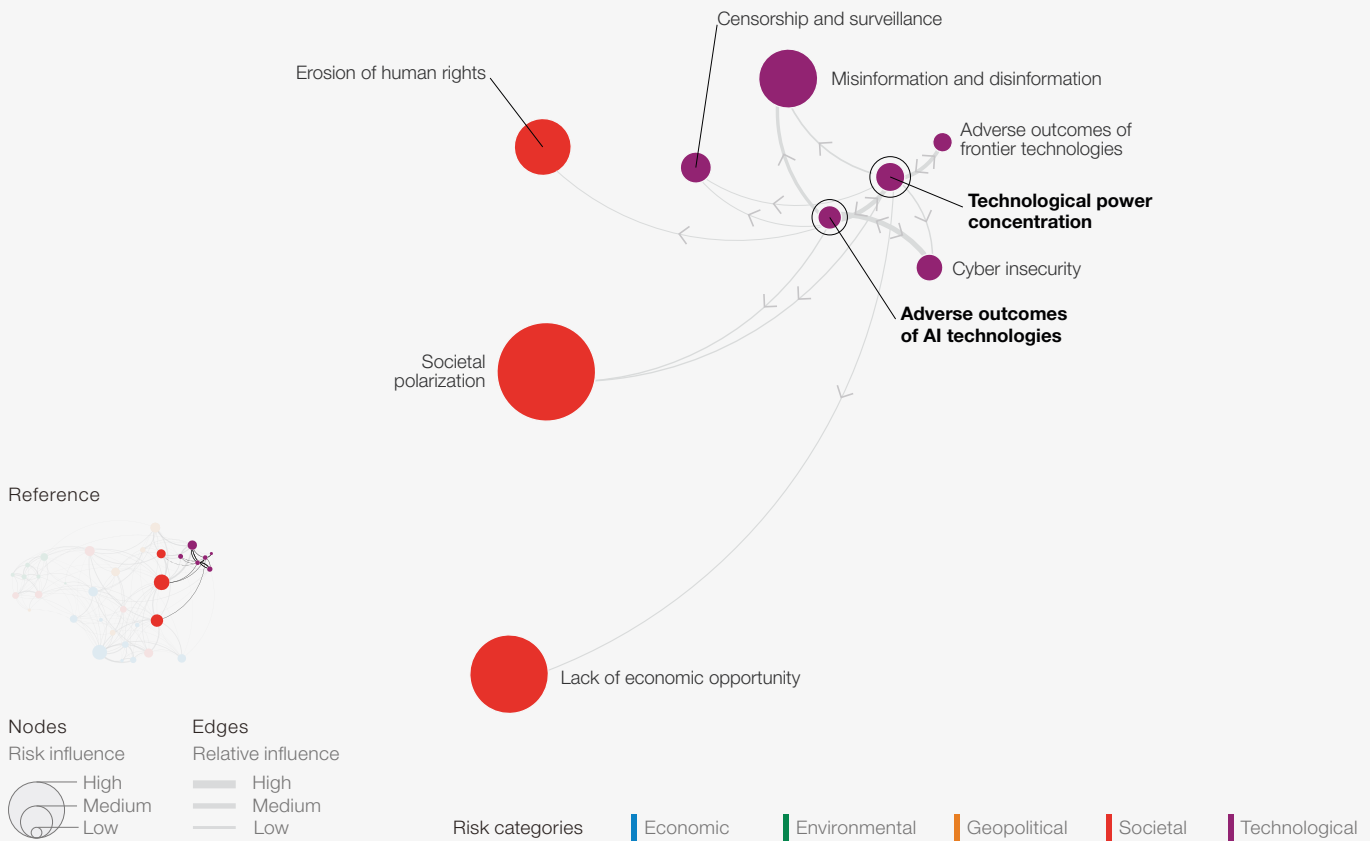 Censorship and surveillance
Erosion of human rights
Misinformation and disinformation
Adverse outcomes of
frontier technologies
Technological power
concentration
Cyber insecurity
Adverse outcomes
of AI technologies
Societal
polarization
Lack of economic opportunity
Reference
Nodes
Risk influence
High
Medium
Low
Edges
Relative influence
High
Medium
Low
Risk categories
Economic
Environmental
Geopolitical
Societal
Technological